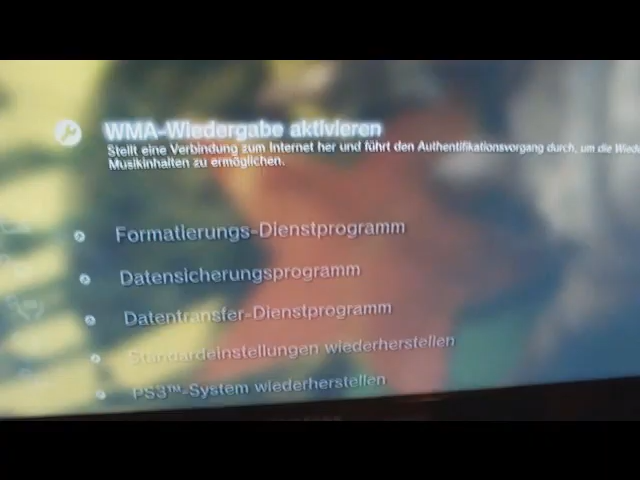 WMA-Wiedergabe aktivieren
Stellt eine Verbindung zum Internet her und führt den Authentifikationsvorgang durch, um die Wied
Musikinhalten zu ermöglichen.
Formatierungs-Dienstprogramm
Datensicherungsprogramm
Datentransfer-Dienstprogramm
Standardeinstellungen wiederherstellen
PS3™-System wiederherstellen